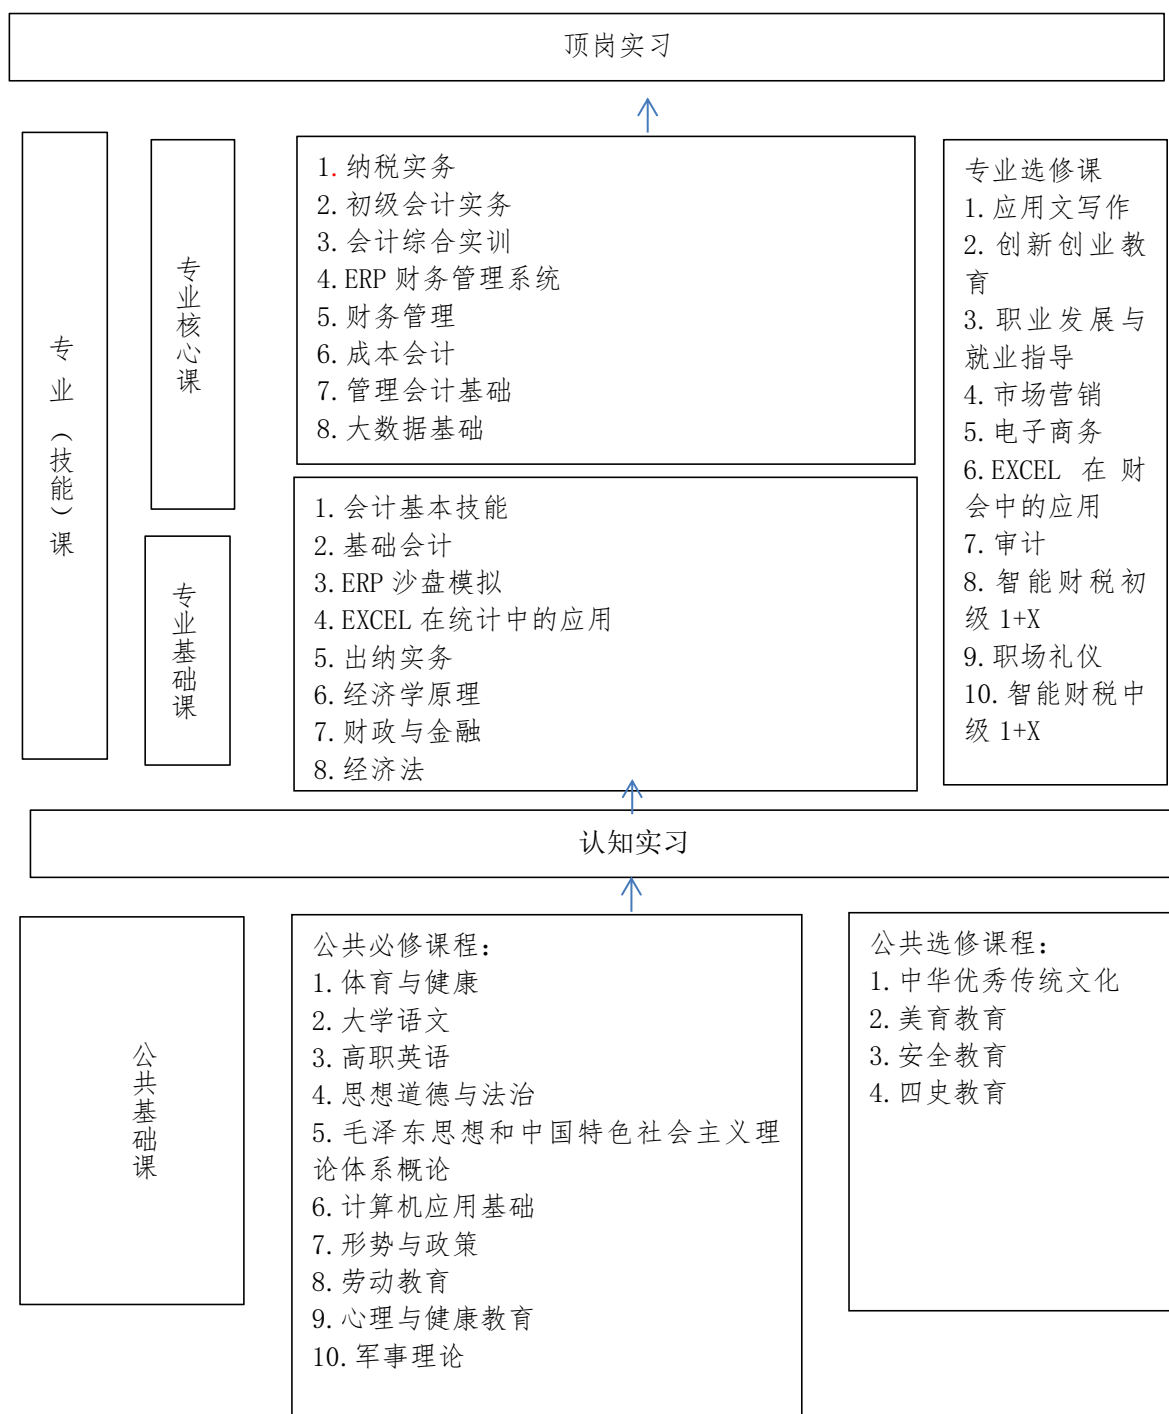 顶岗实习
专业（技能）课
专业核心课
1.纳税实务
2.初级会计实务
3.会计综合实训
4.ERP 财务管理系统
5.财务管理
6.成本会计
7.管理会计基础
8.大数据基础
专业基础课
1.会计基本技能
2.基础会计
3.ERP 沙盘模拟
4.EXCEL 在统计中的应用
5.出纳实务
6.经济学原理
7.财政与金融
8.经济法
专业选修课
1.应用文写作
2.创新创业教
育
3.职业发展与
就业指导
4.市场营销
5.电子商务
6.EXCEL 在财
会中的应用
7.审计
8.智能财税初
级 1+X
9.职场礼仪
10.智能财税中
级 1+X
认知实习
公共基础课
公共必修课程：
1.体育与健康
2.大学语文
3.高职英语
4.思想道德与法治
5.毛泽东思想和中国特色社会主义理
论体系概论
6.计算机应用基础
7.形势与政策
8.劳动教育
9.心理与健康教育
10.军事理论
公共选修课程：
1.中华优秀传统文化
2.美育教育
3.安全教育
4.四史教育